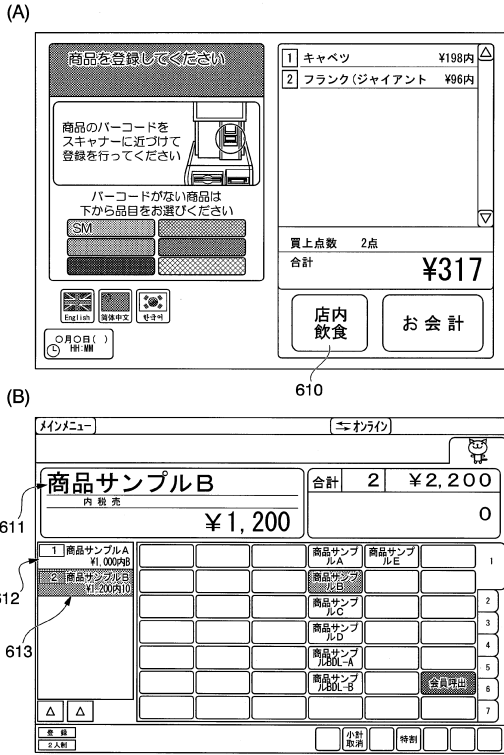 (A)
商品を登録してください
商品のバーコードを
スキャナーに近づけて
登録を行ってください
バーコードがない商品は
下から品目をお選びください
SM
English
简体中文
한국어
〇月〇日( )
HH:MM
1 キャベツ ¥198内
2 フランク(ジャイアント ¥96内
買上点数 2点
合計 ¥317
店内
飲食
お会計
610
(B)
メインメニュー
オンライン
商品サンプルB
内税売
¥1,200
合計 2 ¥2,200
0
611
612
613
1 商品サンプルA
¥1,000内B
2 商品サンプルB
¥1,200内10
商品サンプ
ルA
商品サンプ
ルE
商品サンプ
ルB
商品サンプ
ルC
商品サンプ
ルD
商品サンプ
ルBDL-A
商品サンプ
ルBDL-B
会員呼出
1
2
3
4
5
6
7
登録
2人制
小計
取消
特割